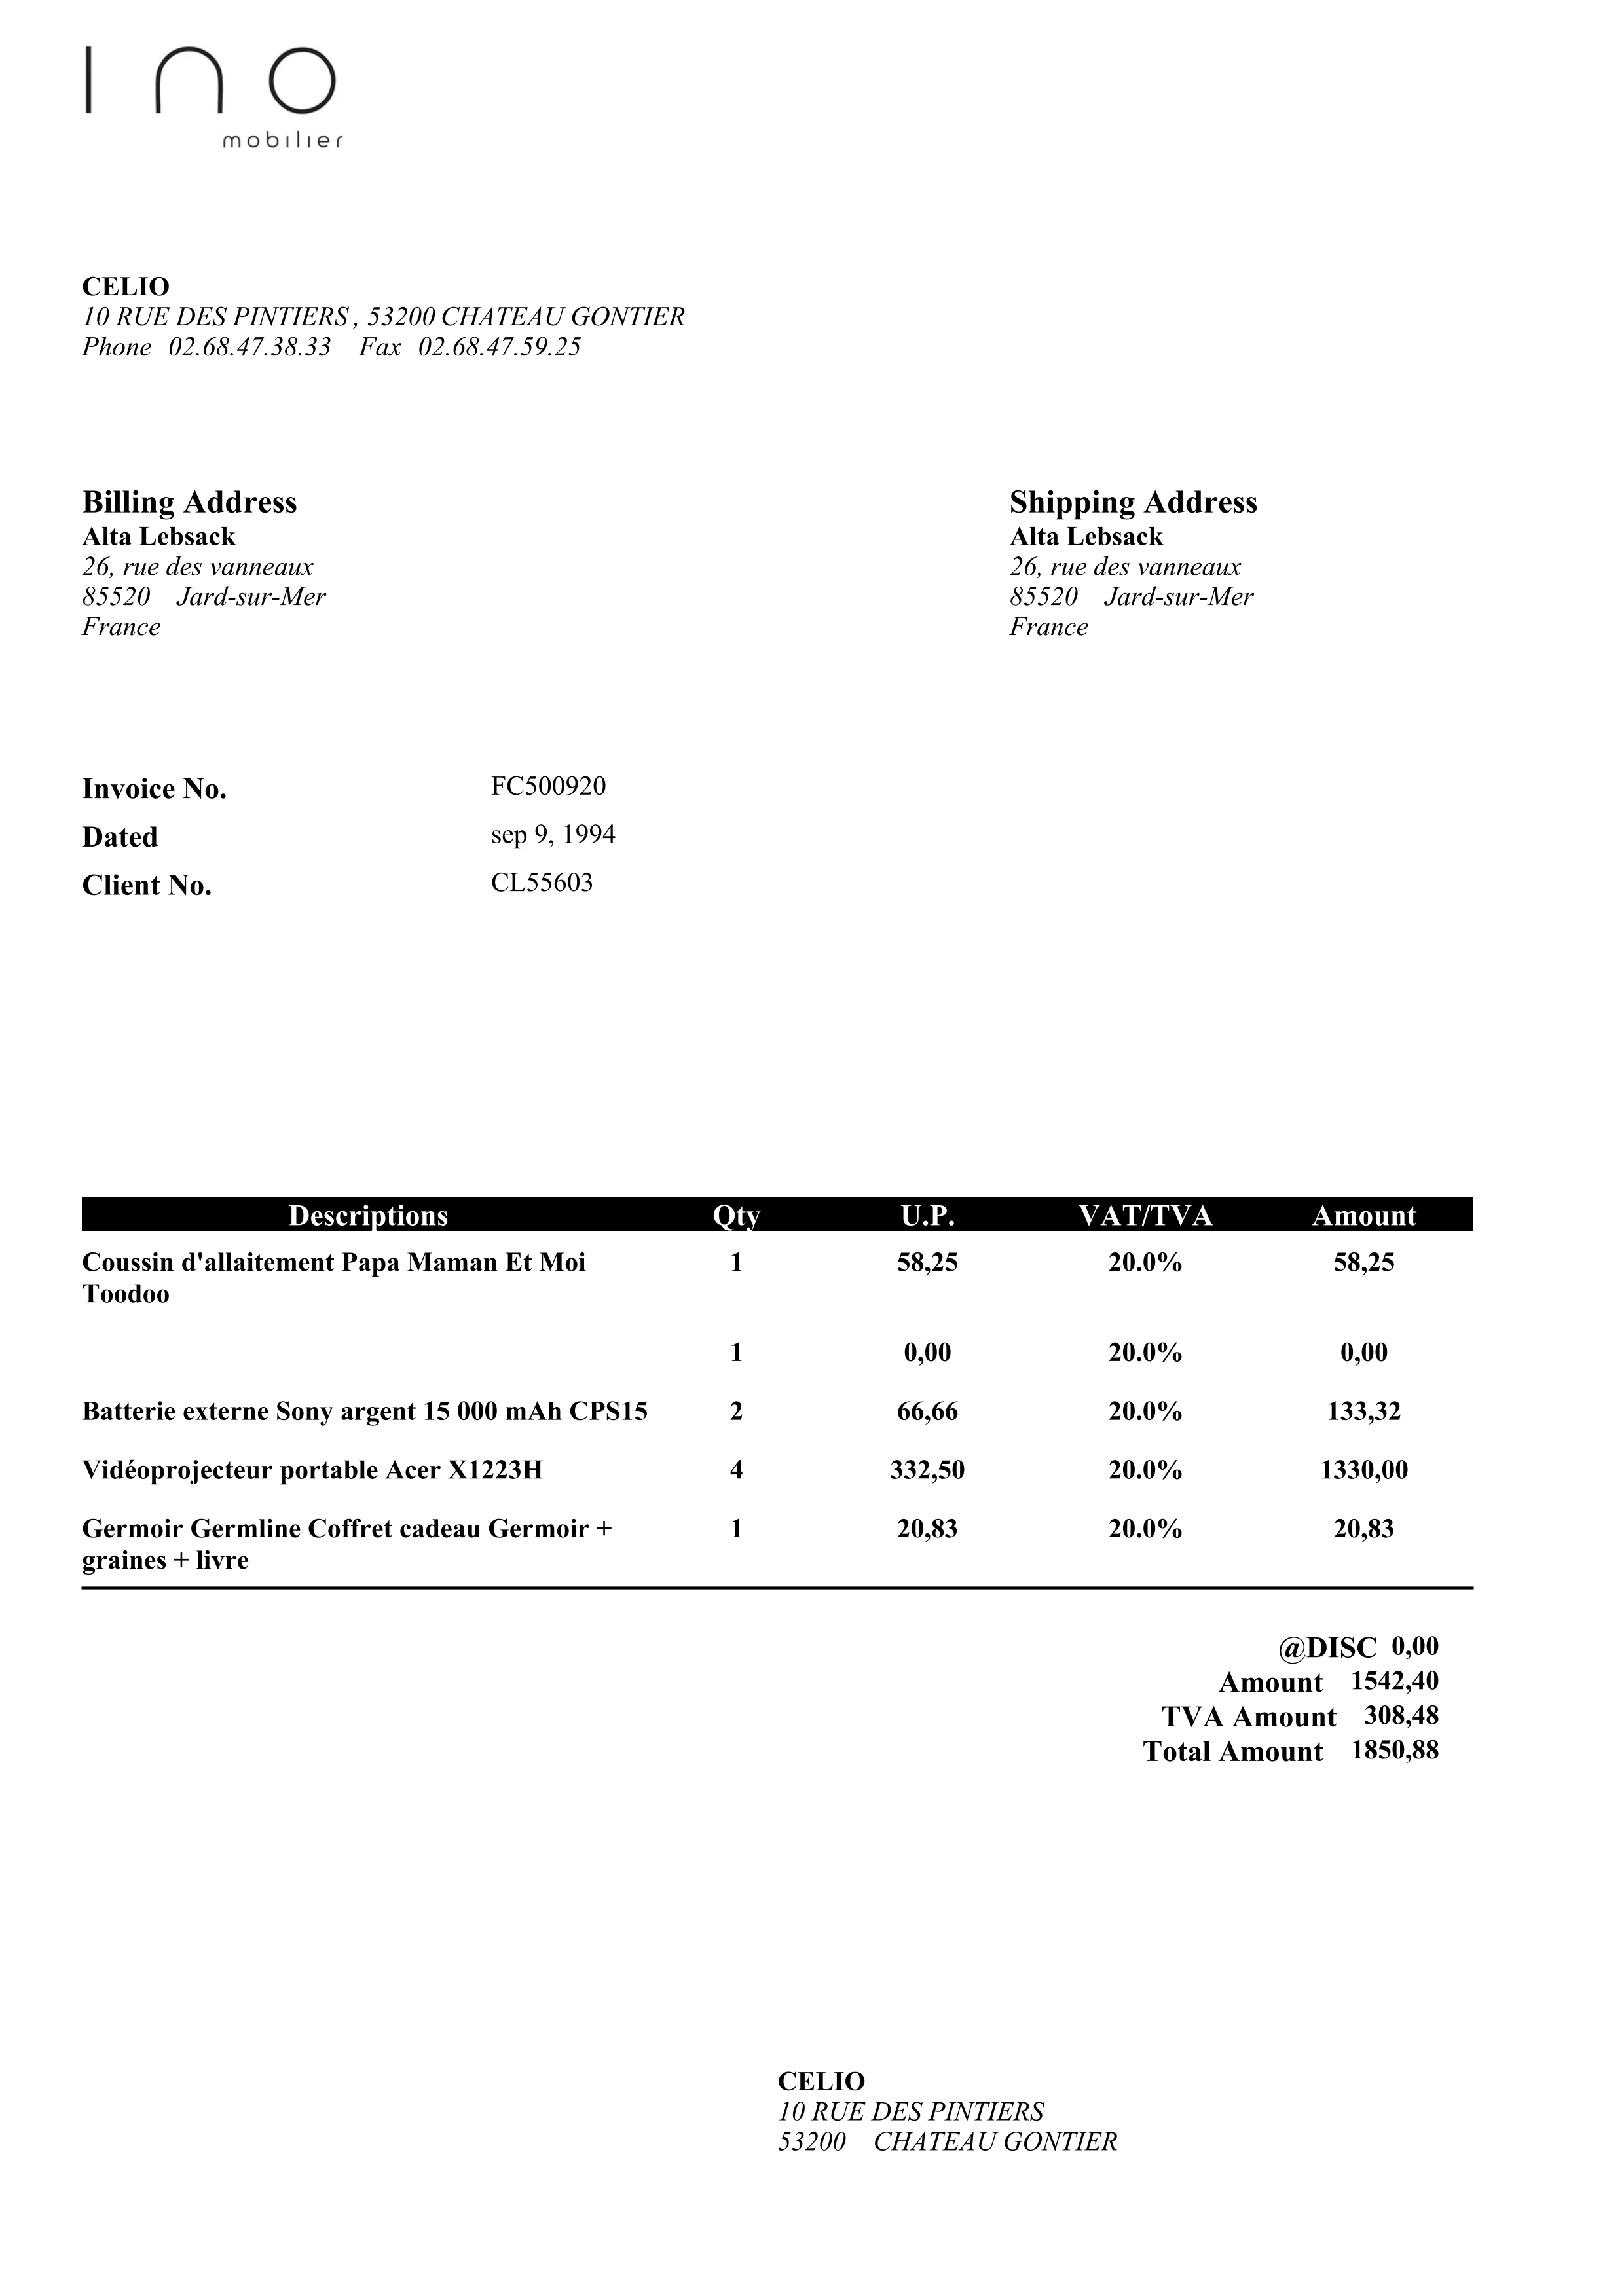 Ino
mobilier
CELIO
10 RUE DES PINTIERS , 53200 CHATEAU GONTIER
Phone 02.68.47.38.33 Fax 02.68.47.59.25
Billing Address
Alta Lebsack
26, rue des vanneaux
85520 Jard-sur-Mer
France
Shipping Address
Alta Lebsack
26, rue des vanneaux
85520 Jard-sur-Mer
France
Invoice No. FC500920
Dated sep 9, 1994
Client No. CL55603
Descriptions Qty U.P. VAT/TVA Amount
Coussin d'allaitement Papa Maman Et Moi 1 58,25 20.0% 58,25
Toodoo
1 0,00 20.0% 0,00
Batterie externe Sony argent 15 000 mAh CPS15 2 66,66 20.0% 133,32
Vidéoprojecteur portable Acer X1223H 4 332,50 20.0% 1330,00
Germoir Germline Coffret cadeau Germoir + 1 20,83 20.0% 20,83
graines + livre
@DISC 0,00
Amount 1542,40
TVA Amount 308,48
Total Amount 1850,88
CELIO
10 RUE DES PINTIERS
53200 CHATEAU GONTIER